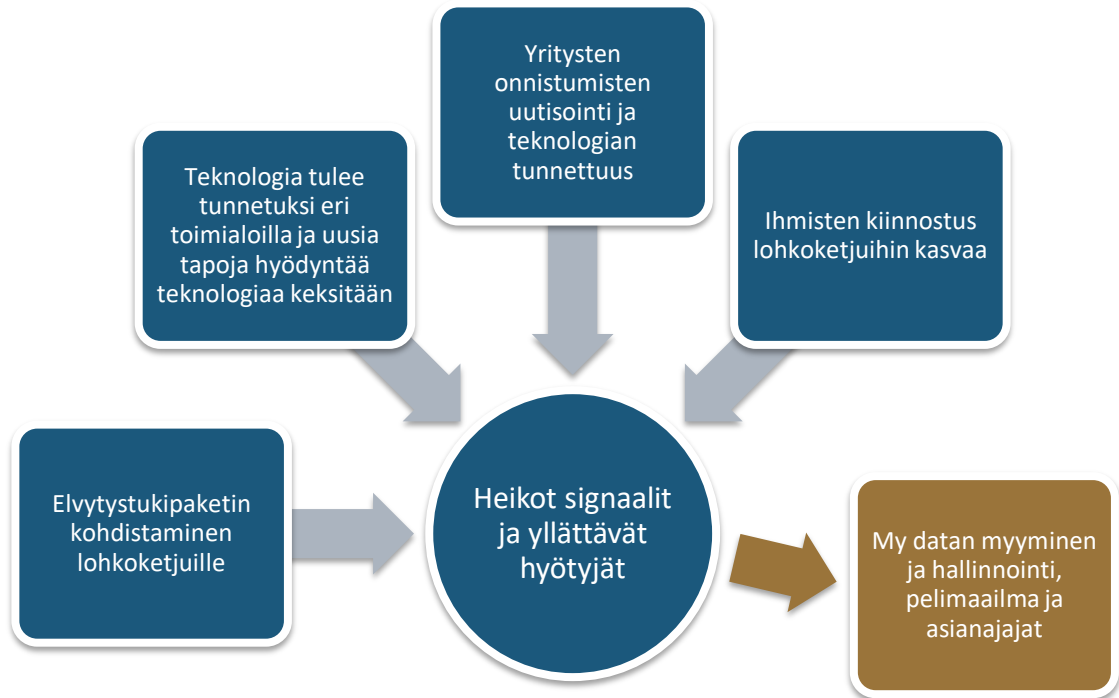 Yritysten
onnistumisten
uutisointi ja
teknologian
tunnettuus
Teknologia tulee
tunnetuksi eri
toimialoilla ja uusia
tapoja hyödyntää
teknologiaa keksitään
Ihmisten kiinnostus
lohkoketjuihin kasvaa
Elvytystukipaketin
kohdistaminen
lohkoketjuille
Heikot signaalit
ja yllättävät
hyötyjät
My datan myyminen
ja hallinnointi,
pelimaailma ja
asianajajat